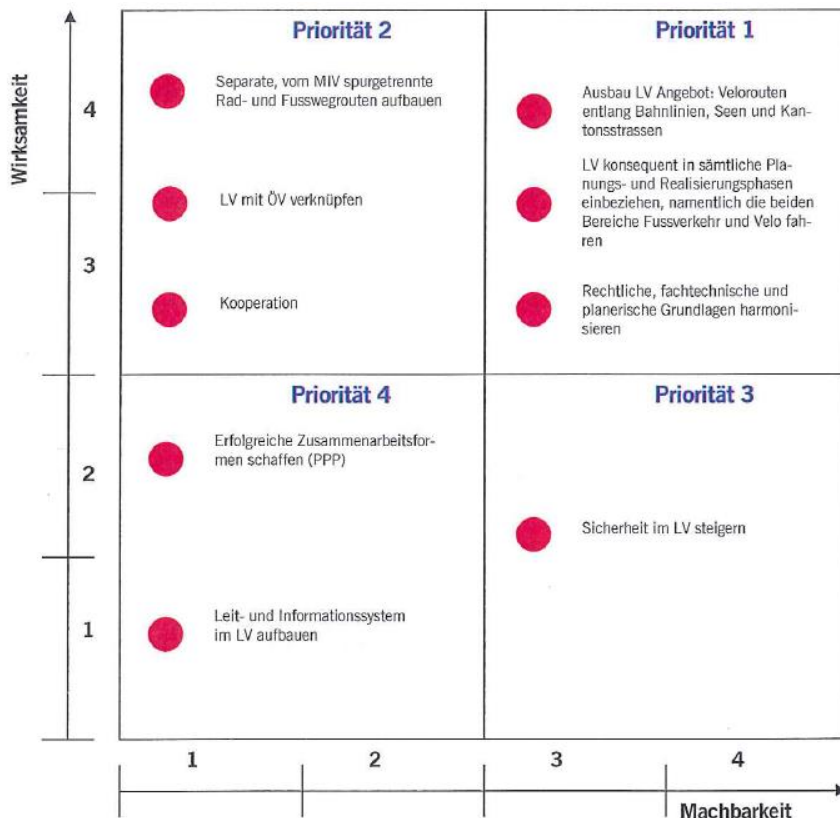 Wirksamkeit
4
3
2
1
Priorität 2
Separate, vom MIV spurgetrennte
Rad- und Fusswegrouten aufbauen
LV mit ÖV verknüpfen
Kooperation
Priorität 1
Ausbau LV Angebot: Velorouten
entlang Bahnlinien, Seen und Kan-
tonsstrassen
LV konsequent in sämtliche Pla-
nungs- und Realisierungsphasen
einbeziehen, namentlich die beiden
Bereiche Fussverkehr und Velo fah-
ren
Rechtliche, fachtechnische und
planerische Grundlagen harmoni-
sieren
Priorität 4
Erfolgreiche Zusammenarbeitsfor-
men schaffen (PPP)
Leit- und Informationssystem
im LV aufbauen
Priorität 3
Sicherheit im LV steigern
1
2
3
4
Machbarkeit